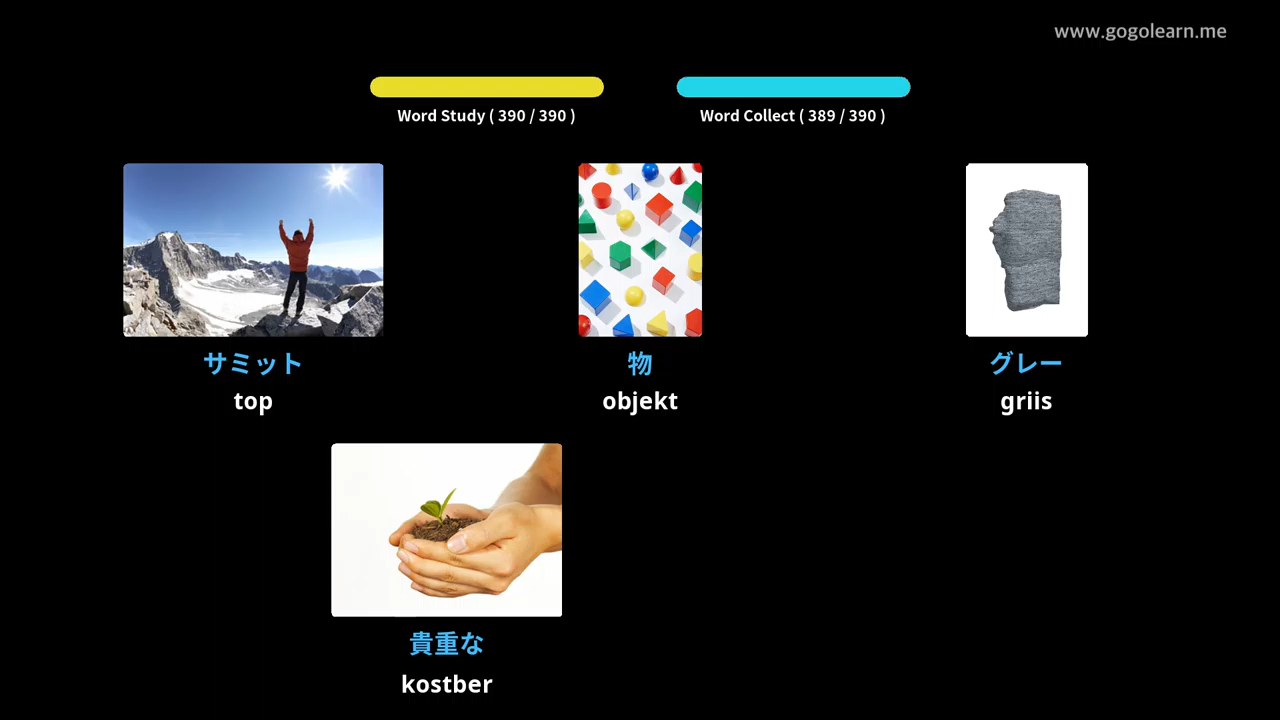 www.gogolearn.me
Word Study ( 390 / 390 )
Word Collect ( 389 / 390 )
サミット
top
物
objekt
グレー
griis
貴重な
kostber